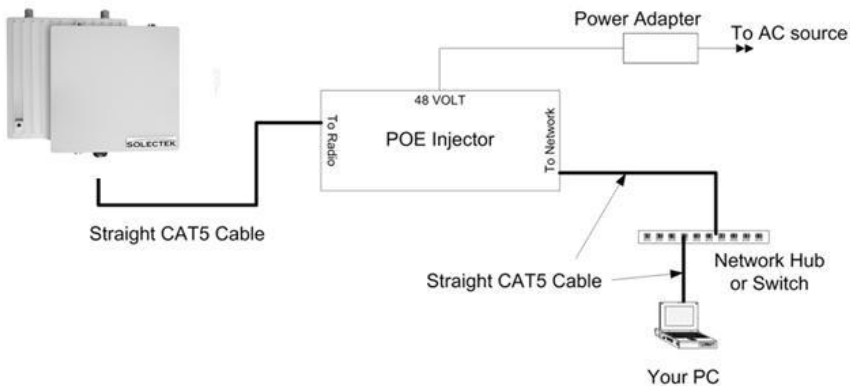 Power Adapter
To AC source
48 VOLT
To Radio
POE Injector
To Network
SOLECTEK
Straight CAT5 Cable
Straight CAT5 Cable
Network Hub
or Switch
Your PC